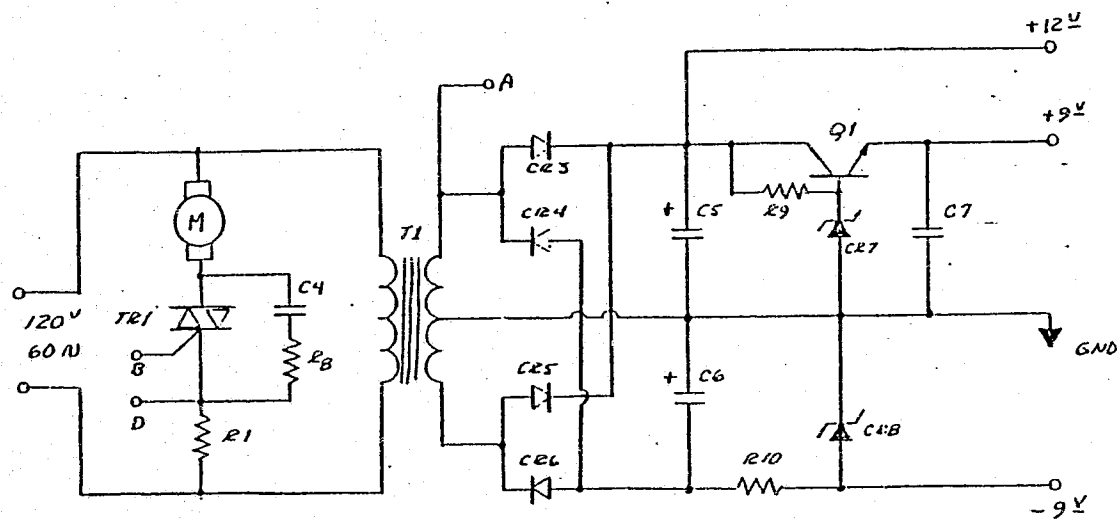 +12V
A
+9V
Q1
CR3
R9
C5
+
C7
CR4
CR7
T1
M
C4
120V
60~
TR1
B
R8
D
R1
GND
CR5
C6
+
CR8
CR6
R10
-9V